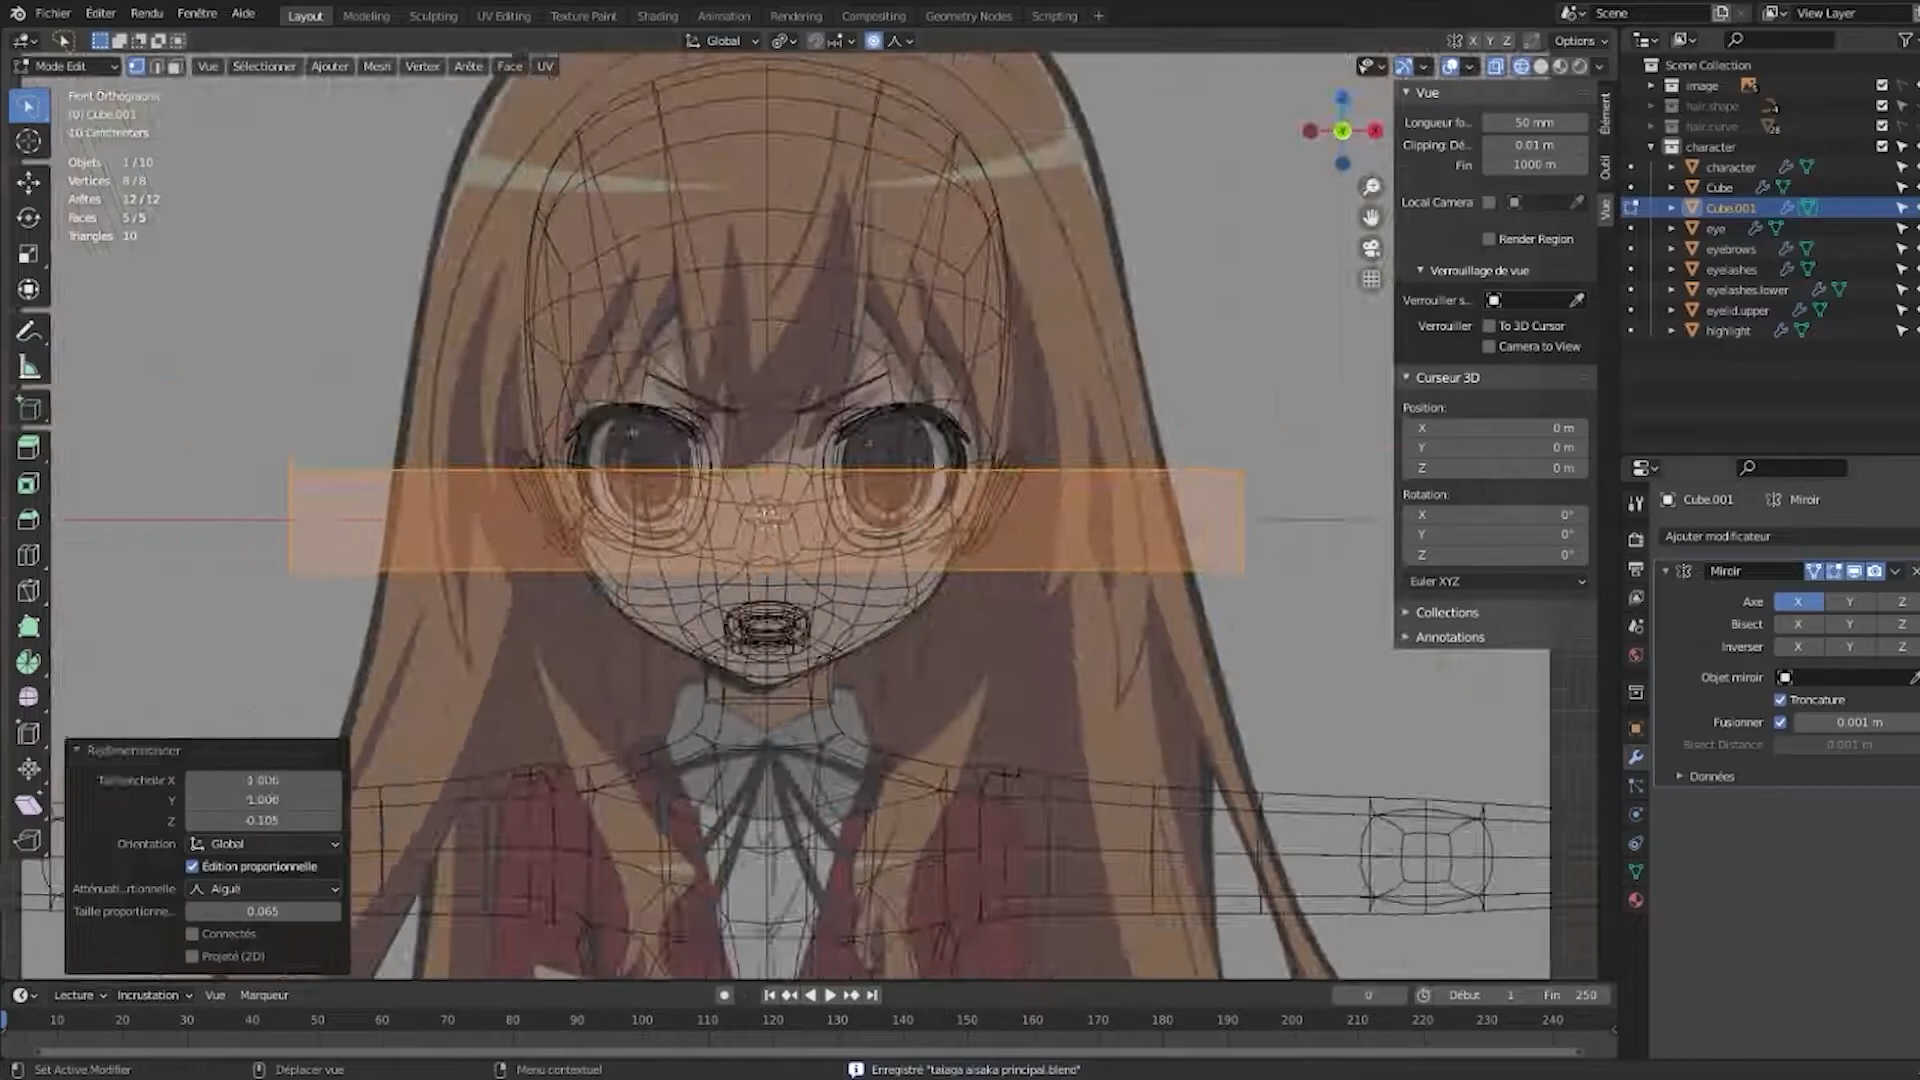 Fichier Éditer Rendu Fenêtre Aide Layout Modeling Sculpting UV Editing Texture Paint Shading Animation Rendering Compositing Geometry Nodes Scripting + Scene View Layer
Global X Y Z Options
Mode Edit Vue Sélectionner Ajouter Mesh Vertex Arête Face UV
Front Orthographic
(0) Cube.001
10 Centimeters
Objets 1/10
Vertices 8/8
Arêtes 12/12
Faces 5/5
Triangles 10
Vue
Longueur fo... 50 mm
Clipping: Dé... 0.01 m
Fin 1000 m
Local Camera
Render Region
Verrouillage de vue
Verrouiller s...
Verrouiller To 3D Cursor
Camera to View
Curseur 3D
Position:
X 0 m
Y 0 m
Z 0 m
Rotation:
X 0°
Y 0°
Z 0°
Euler XYZ
Collections
Annotations
Élément
Outil
Vue
Scene Collection
image
hair.shape
hair.curve
character
character
Cube
Cube.001
eye
eyebrows
eyelashes
eyelashes.lower
eyelid.upper
highlight
Cube.001 Miroir
Ajouter modificateur
Miroir
Axe X Y Z
Bisect X Y Z
Inverser X Y Z
Objet miroir
Troncature
Fusionner 0.001 m
Bisect Distance 0.001 m
Données
Redimensionner
X 1.000
Y 1.000
Z -0.105
Orientation Global
Édition proportionnelle
Atténuati...rtionnelle Aiguë
Taille proportionne... 0.065
Connectés
Projeté (2D)
Lecture Incrustation Vue Marqueur 0 Début 1 Fin 250
10 20 30 40 50 60 70 80 90 100 110 120 130 140 150 160 170 180 190 200 210 220 230 240
Set Active Modifier Déplacer vue Menu contextuel Enregistré "taiaga aisaka principal.blend"